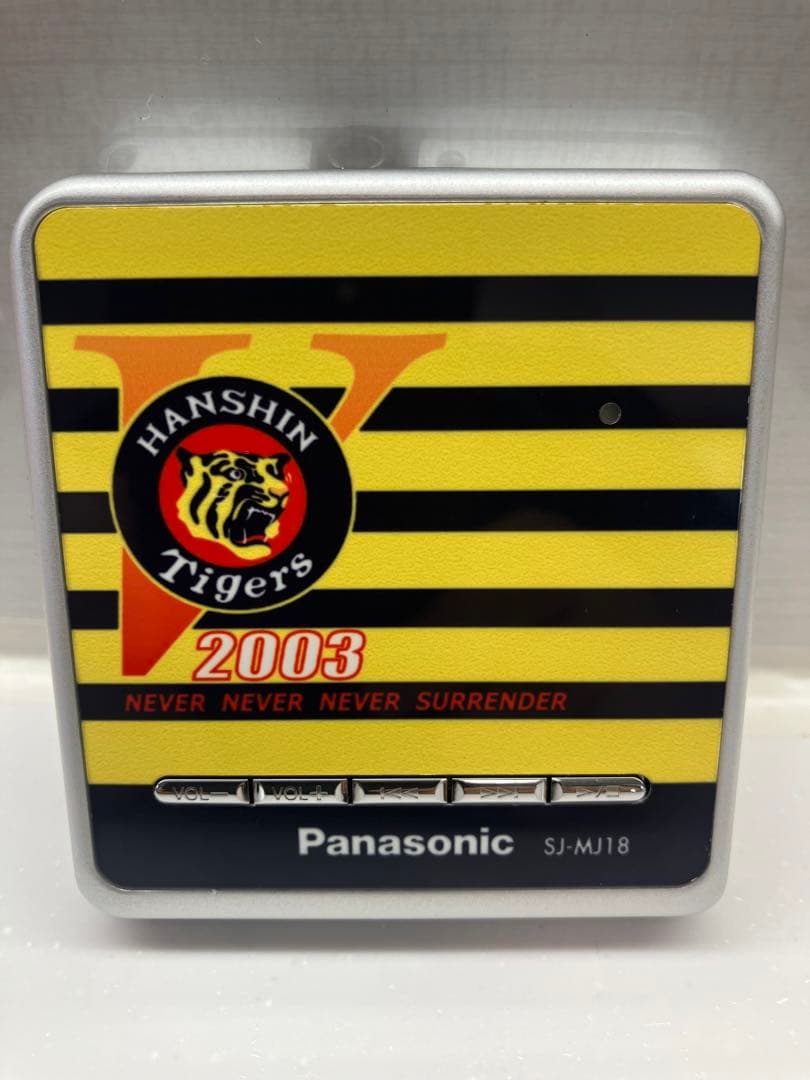 HANSHIN
Tigers
V
2003
NEVER NEVER NEVER SURRENDER
VOL− VOL+
Panasonic SJ-MJ18